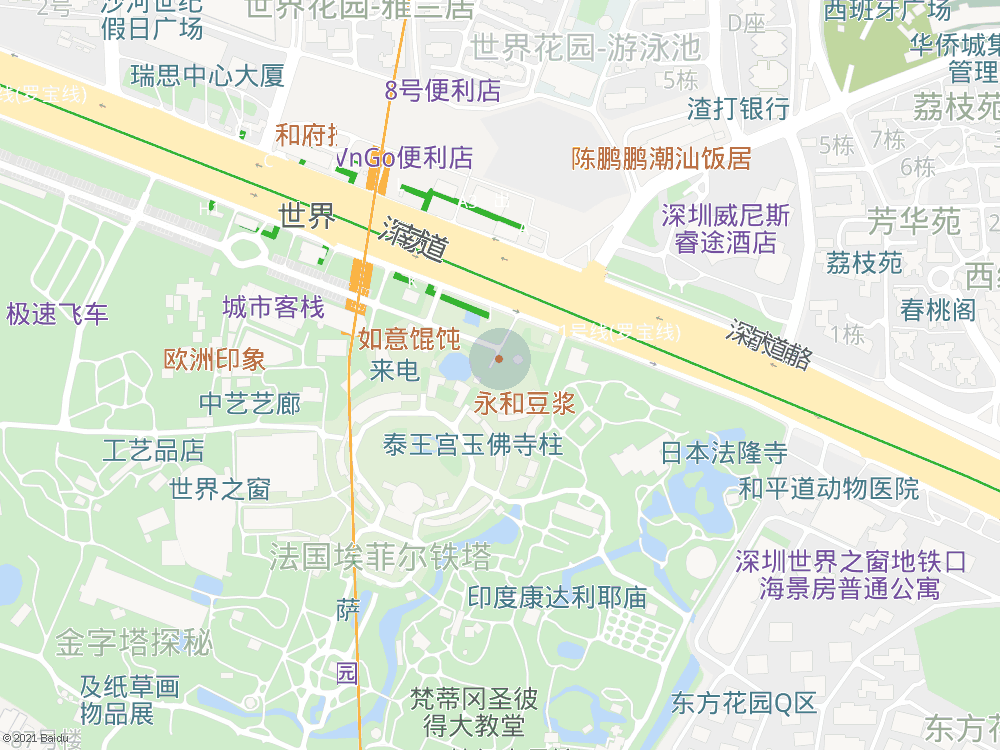 沙河世纪
假日广场
世界花园-雅兰居
世界花园-游泳池
D座
西班牙广场
华侨城集
管理
瑞思中心大厦
8号便利店
5栋
渣打银行
荔枝苑
和府捞
VnGo便利店
陈鹏鹏潮汕饭居
5栋
7栋
6栋
世界
深南大道
深圳威尼斯
睿途酒店
芳华苑
荔枝苑
极速飞车
城市客栈
春桃阁
如意馄饨
1号线(罗宝线)
深南大道辅路
1栋
欧洲印象
来电
中艺艺廊
永和豆浆
工艺品店
泰王宫玉佛寺柱
日本法隆寺
世界之窗
和平道动物医院
法国埃菲尔铁塔
深圳世界之窗地铁口
海景房普通公寓
萨
印度康达利耶庙
金字塔探秘
园
及纸草画
物品展
梵蒂冈圣彼
得大教堂
东方花园Q区
东方
© 2021 Baidu